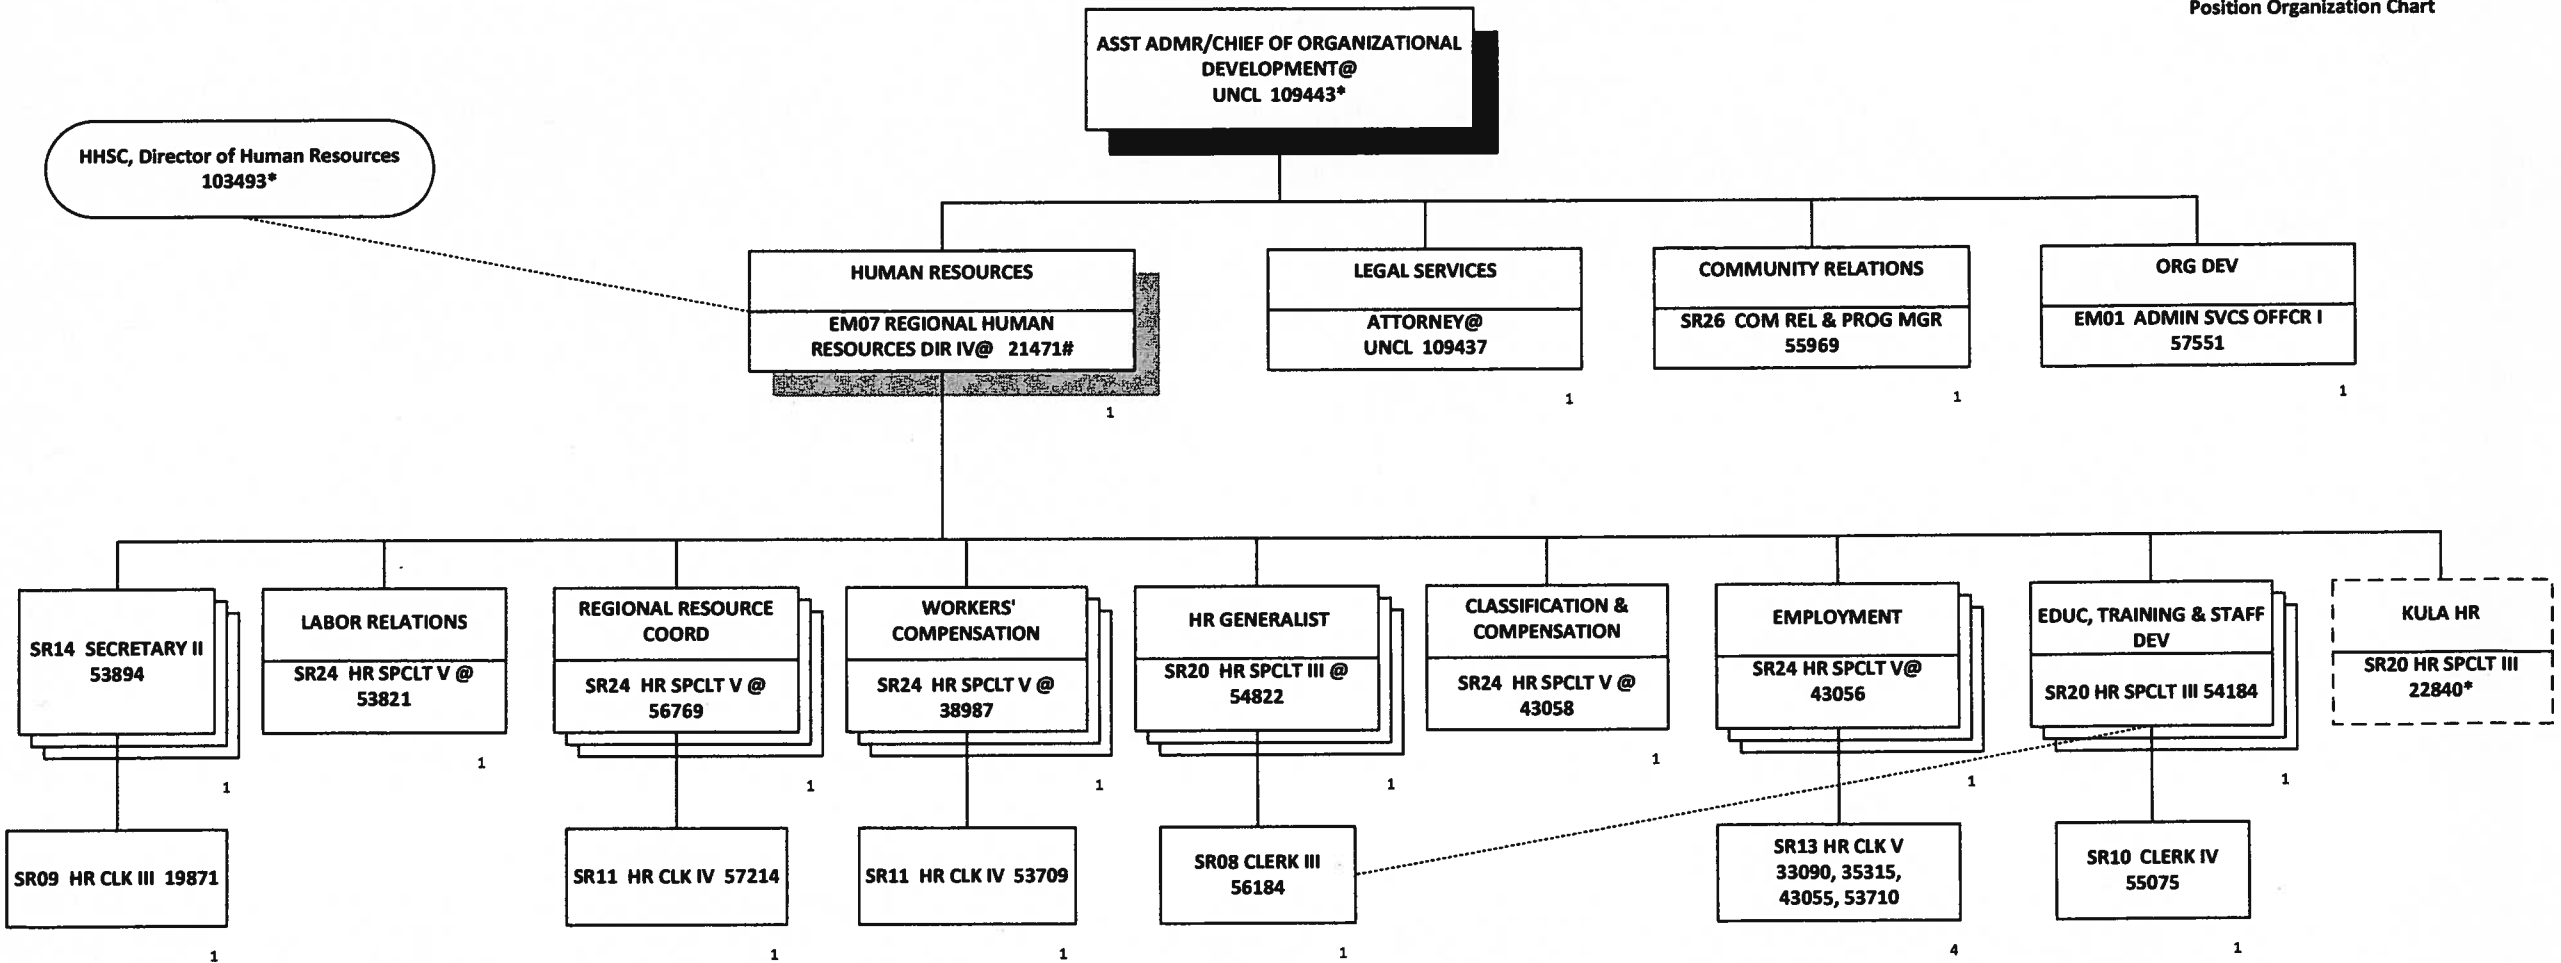 Position Organization Chart
ASST ADMR/CHIEF OF ORGANIZATIONAL
DEVELOPMENT@
UNCL 109443*
HHSC, Director of Human Resources
103493*
HUMAN RESOURCES
EM07 REGIONAL HUMAN
RESOURCES DIR IV@ 21471#
1
LEGAL SERVICES
ATTORNEY@
UNCL 109437
1
COMMUNITY RELATIONS
SR26 COM REL & PROG MGR
55969
1
ORG DEV
EM01 ADMIN SVCS OFFCR I
57551
1
SR14 SECRETARY II
53894
1
LABOR RELATIONS
SR24 HR SPCLT V @
53821
1
REGIONAL RESOURCE
COORD
SR24 HR SPCLT V @
56769
1
WORKERS'
COMPENSATION
SR24 HR SPCLT V @
38987
1
HR GENERALIST
SR20 HR SPCLT III @
54822
1
CLASSIFICATION &
COMPENSATION
SR24 HR SPCLT V @
43058
1
EMPLOYMENT
SR24 HR SPCLT V@
43056
1
EDUC, TRAINING & STAFF
DEV
SR20 HR SPCLT III 54184
1
KULA HR
SR20 HR SPCLT III
22840*
SR09 HR CLK III 19871
1
SR11 HR CLK IV 57214
1
SR11 HR CLK IV 53709
1
SR08 CLERK III
56184
1
SR13 HR CLK V
33090, 35315,
43055, 53710
4
SR10 CLERK IV
55075
1